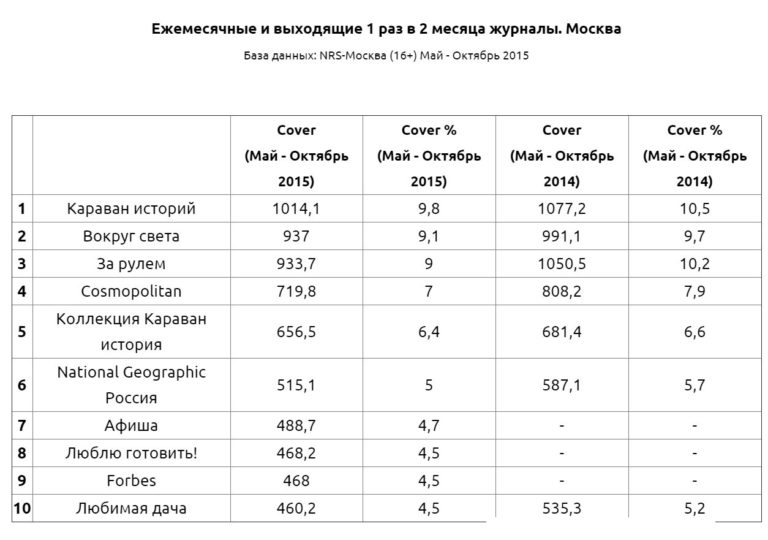 Ежемесячные и выходящие 1 раз в 2 месяца журналы. Москва
База данных: NRS-Москва (16+) Май - Октябрь 2015
Cover (Май - Октябрь 2015) Cover % (Май - Октябрь 2015) Cover (Май - Октябрь 2014) Cover % (Май - Октябрь 2014)
1 Караван историй 1014,1 9,8 1077,2 10,5
2 Вокруг света 937 9,1 991,1 9,7
3 За рулем 933,7 9 1050,5 10,2
4 Cosmopolitan 719,8 7 808,2 7,9
5 Коллекция Караван история 656,5 6,4 681,4 6,6
6 National Geographic Россия 515,1 5 587,1 5,7
7 Афиша 488,7 4,7 - -
8 Люблю готовить! 468,2 4,5 - -
9 Forbes 468 4,5 - -
10 Любимая дача 460,2 4,5 535,3 5,2